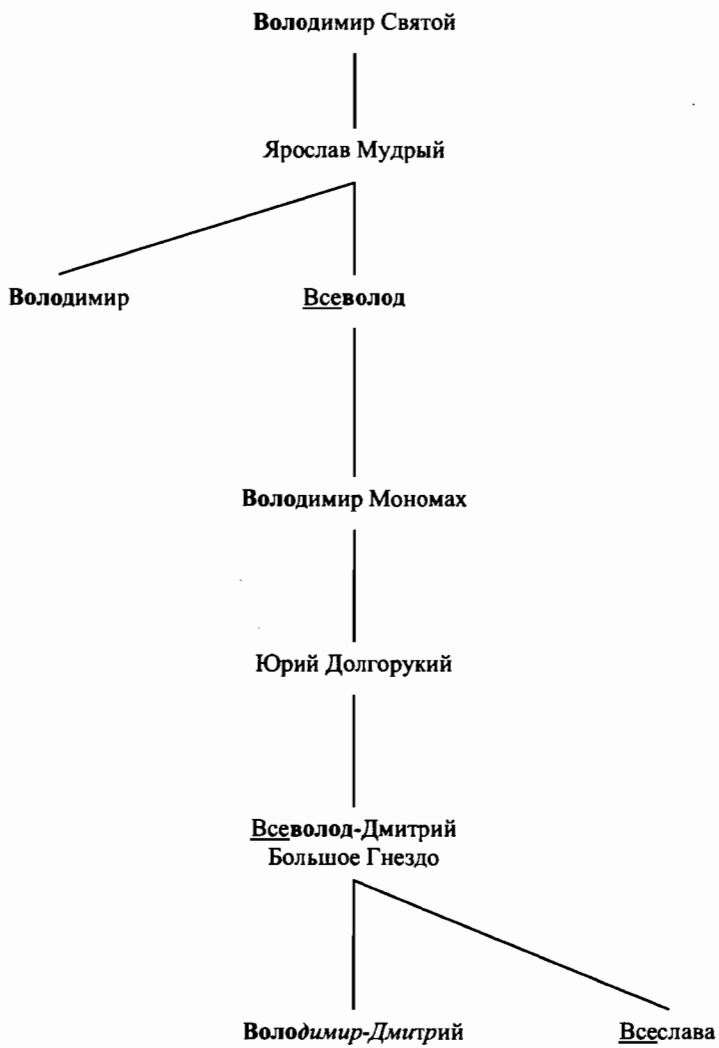 Володимир Святой
Ярослав Мудрый
Володимир
Всеволод
Володимир Мономах
Юрий Долгорукий
Всеволод-Дмитрий
Большое Гнездо
Володимир-Дмитрий
Всеслава